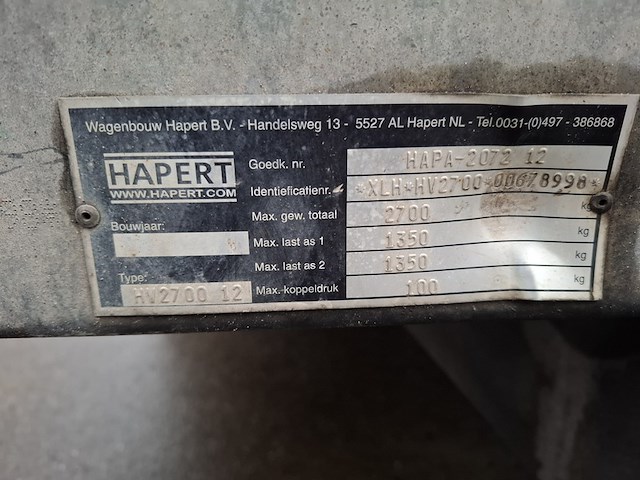 Wagenbouw Hapert B.V. - Handelsweg 13 - 5527 AL Hapert NL - Tel.0031-(0)497 - 386868
HAPERT
WWW.HAPERT.COM
Bouwjaar:
Type:
HV2700 12
Goedk. nr. HAPA-2072 12
Identieficatienr. *XLH*HV2700*00678998*
Max. gew. totaal 2700 kg
Max. last as 1 1350 kg
Max. last as 2 1350 kg
Max.-koppeldruk 100 kg